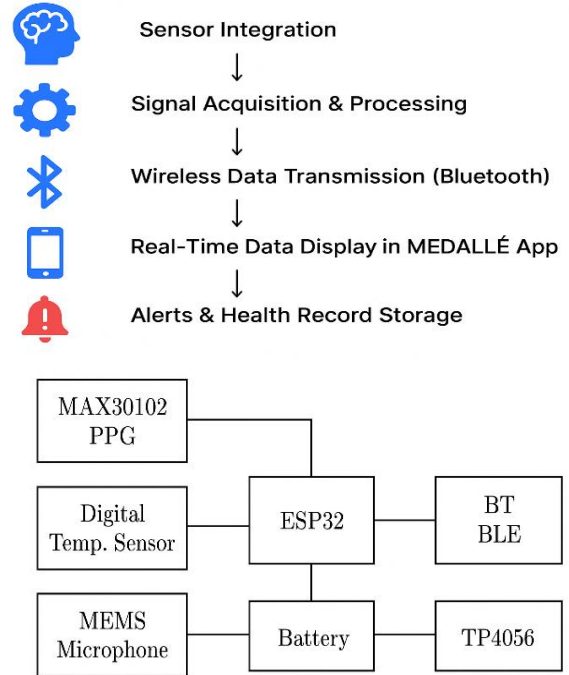 Sensor Integration
Signal Acquisition & Processing
Wireless Data Transmission (Bluetooth)
Real-Time Data Display in MEDALLÉ App
Alerts & Health Record Storage
MAX30102
PPG
Digital
Temp. Sensor
ESP32
BT
BLE
MEMS
Microphone
Battery
TP4056